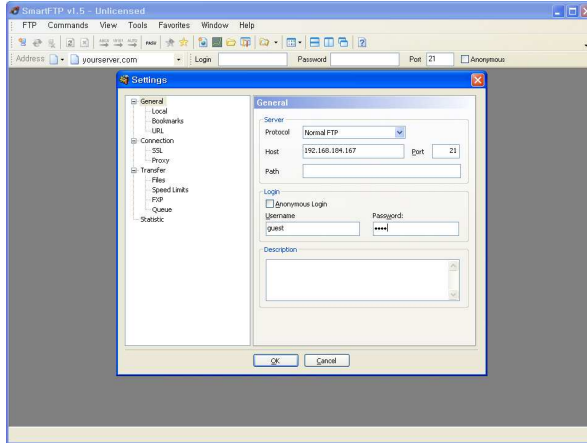 SmartFTP v1.5 - Unlicensed
FTP Commands View Tools Favorites Window Help
Address yourserver.com Login Password Port 21 Anonymous
Settings
General
Local
Bookmarks
URL
Connection
SSL
Proxy
Transfer
Files
Speed Limits
FXP
Queue
Statistic
General
Server
Protocol Normal FTP
Host 192.168.184.167 Port 21
Path
Login
Anonymous Login
Username Password:
guest ••••
Description
OK Cancel